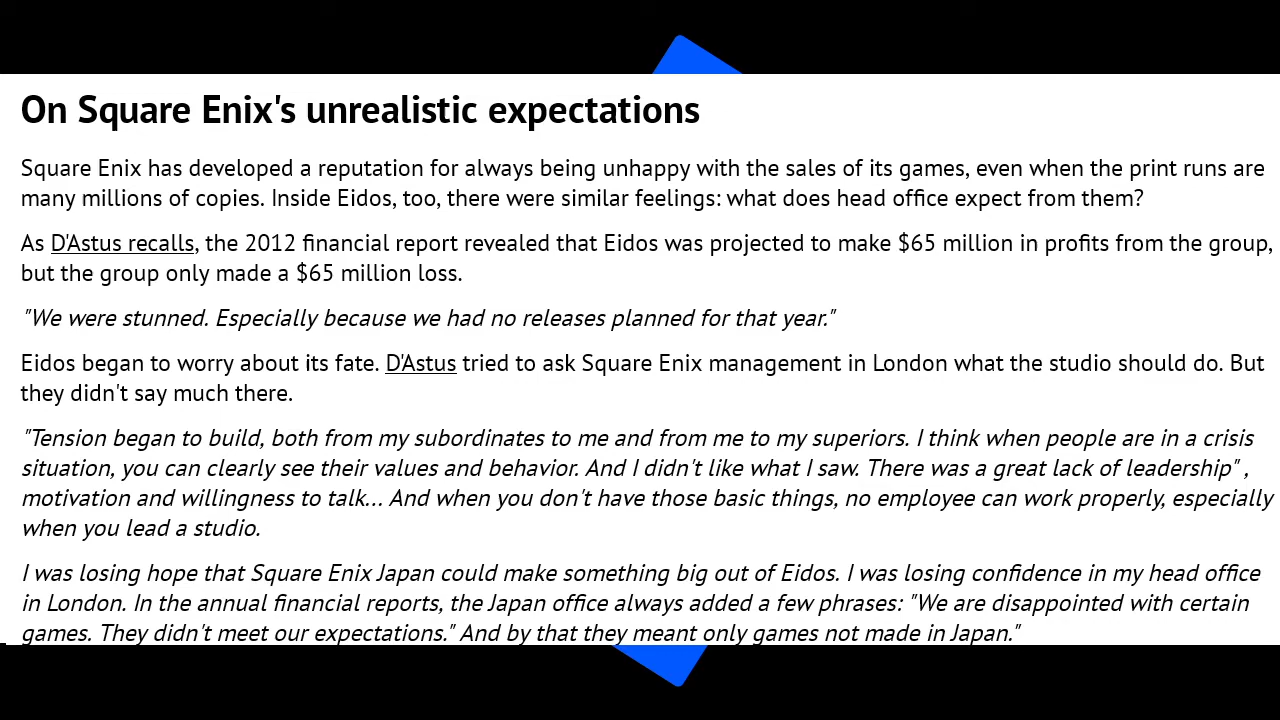 On Square Enix's unrealistic expectations
Square Enix has developed a reputation for always being unhappy with the sales of its games, even when the print runs are
many millions of copies. Inside Eidos, too, there were similar feelings: what does head office expect from them?
As D'Astus recalls, the 2012 financial report revealed that Eidos was projected to make $65 million in profits from the group,
but the group only made a $65 million loss.
"We were stunned. Especially because we had no releases planned for that year."
Eidos began to worry about its fate. D'Astus tried to ask Square Enix management in London what the studio should do. But
they didn't say much there.
"Tension began to build, both from my subordinates to me and from me to my superiors. I think when people are in a crisis
situation, you can clearly see their values and behavior. And I didn't like what I saw. There was a great lack of leadership" ,
motivation and willingness to talk... And when you don't have those basic things, no employee can work properly, especially
when you lead a studio.
I was losing hope that Square Enix Japan could make something big out of Eidos. I was losing confidence in my head office
in London. In the annual financial reports, the Japan office always added a few phrases: "We are disappointed with certain
games. They didn't meet our expectations." And by that they meant only games not made in Japan."